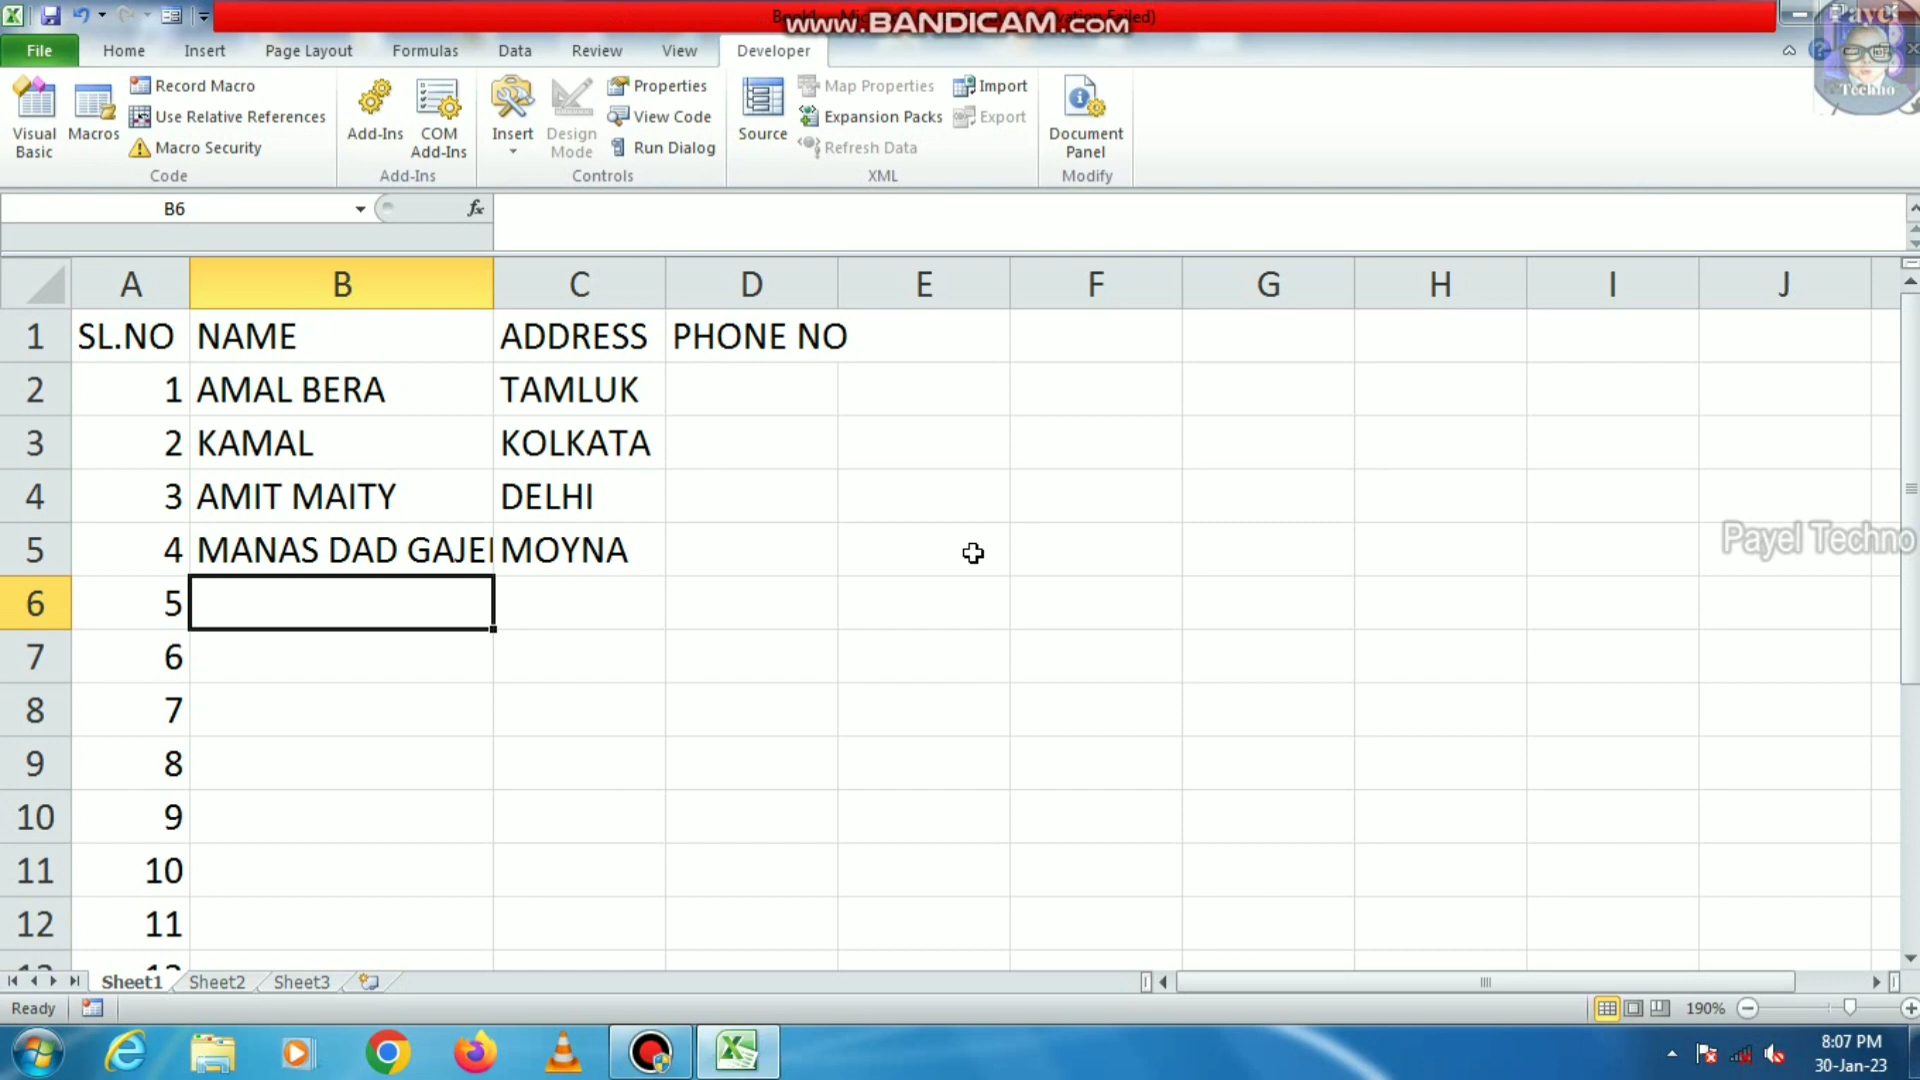 www.BANDICAM.com
Payel
Techno
File Home Insert Page Layout Formulas Data Review View Developer
Visual Basic
Macros
Record Macro
Use Relative References
Macro Security
Code
Add-Ins
COM Add-Ins
Add-Ins
Insert
Design Mode
Properties
View Code
Run Dialog
Controls
Source
Map Properties
Expansion Packs
Refresh Data
Import
Export
XML
Document Panel
Modify
B6 fx
A B C D E F G H I J
1 SL.NO NAME ADDRESS PHONE NO
2 1 AMAL BERA TAMLUK
3 2 KAMAL KOLKATA
4 3 AMIT MAITY DELHI
5 4 MANAS DAD GAJE MOYNA
Payel Techno
6 5
7 6
8 7
9 8
10 9
11 10
12 11
Sheet1 Sheet2 Sheet3
Ready 190%
8:07 PM
30-Jan-23